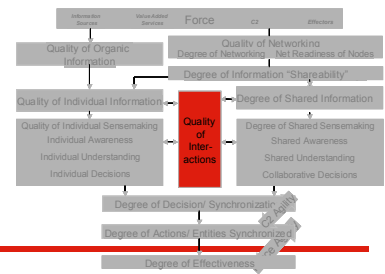 Information Sources
Value Added Services
Force
C2
Effectors
Quality of Organic Information
Quality of Networking
Degree of Networking Net Readiness of Nodes
Degree of Information "Shareability"
Quality of Individual Information
Degree of Shared Information
Quality of Inter-actions
Quality of Individual Sensemaking
Individual Awareness
Individual Understanding
Individual Decisions
Degree of Shared Sensemaking
Shared Awareness
Shared Understanding
Collaborative Decisions
Degree of Decision/ Synchronization
C2 Agility
Degree of Actions/ Entities Synchronized
Degree of Effectiveness